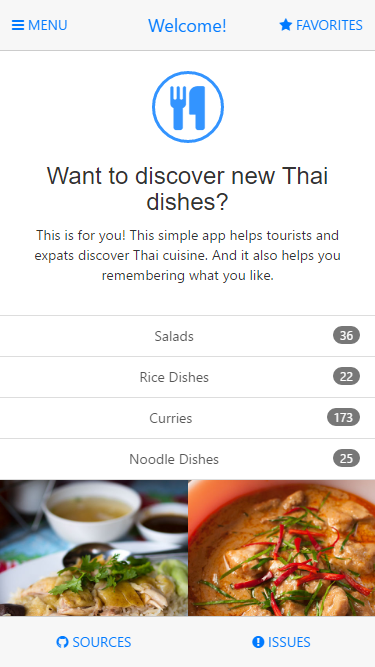 MENU Welcome! FAVORITES
Want to discover new Thai
dishes?
This is for you! This simple app helps tourists and
expats discover Thai cuisine. And it also helps you
remembering what you like.
Salads 36
Rice Dishes 22
Curries 173
Noodle Dishes 25
SOURCES ISSUES